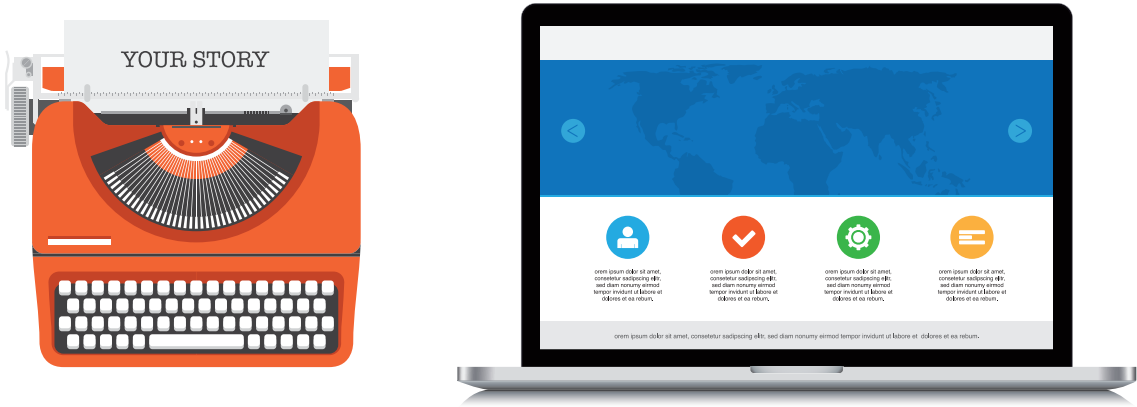 YOUR STORY
orem ipsum dolor sit amet,
consetetur sadipscing elitr,
sed diam nonumy eirmod
tempor invidunt ut labore et
dolores et ea rebum.
orem ipsum dolor sit amet,
consetetur sadipscing elitr,
sed diam nonumy eirmod
tempor invidunt ut labore et
dolores et ea rebum.
orem ipsum dolor sit amet,
consetetur sadipscing elitr,
sed diam nonumy eirmod
tempor invidunt ut labore et
dolores et ea rebum.
orem ipsum dolor sit amet,
consetetur sadipscing elitr,
sed diam nonumy eirmod
tempor invidunt ut labore et
dolores et ea rebum.
orem ipsum dolor sit amet, consetetur sadipscing elitr, sed diam nonumy eirmod tempor invidunt ut labore et dolores et ea rebum.